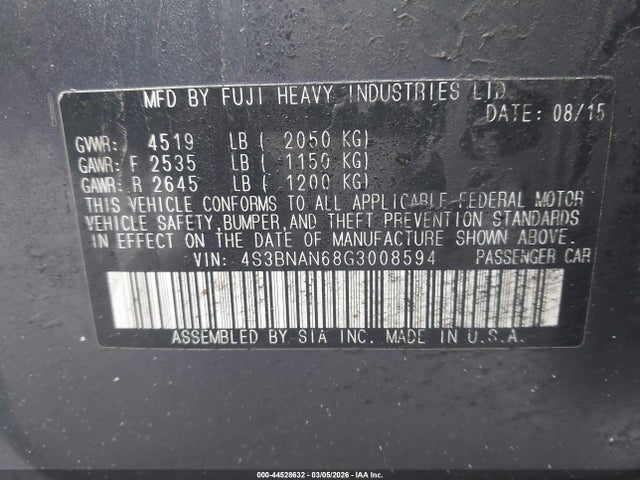 MFD BY FUJI HEAVY INDUSTRIES LTD
DATE: 08/15
GVWR: 4519 LB ( 2050 KG)
GAWR: F 2535 LB ( 1150 KG)
GAWR: R 2645 LB ( 1200 KG)
THIS VEHICLE CONFORMS TO ALL APPLICABLE FEDERAL MOTOR
VEHICLE SAFETY, BUMPER, AND THEFT PREVENTION STANDARDS
IN EFFECT ON THE DATE OF MANUFACTURE SHOWN ABOVE.
VIN: 4S3BNAN68G3008594 PASSENGER CAR
ASSEMBLED BY SIA INC. MADE IN U.S.A.
000-44528632 - 03/05/2026 - IAA Inc.